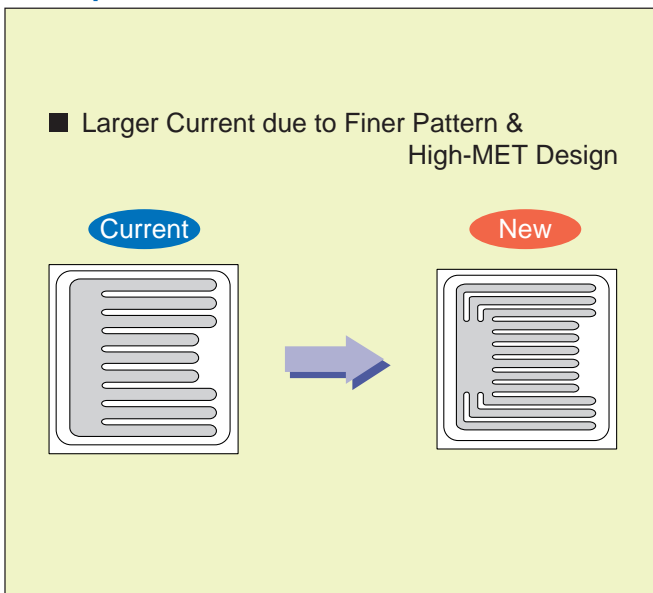 ■ Larger Current due to Finer Pattern &
High-MET Design
Current
New